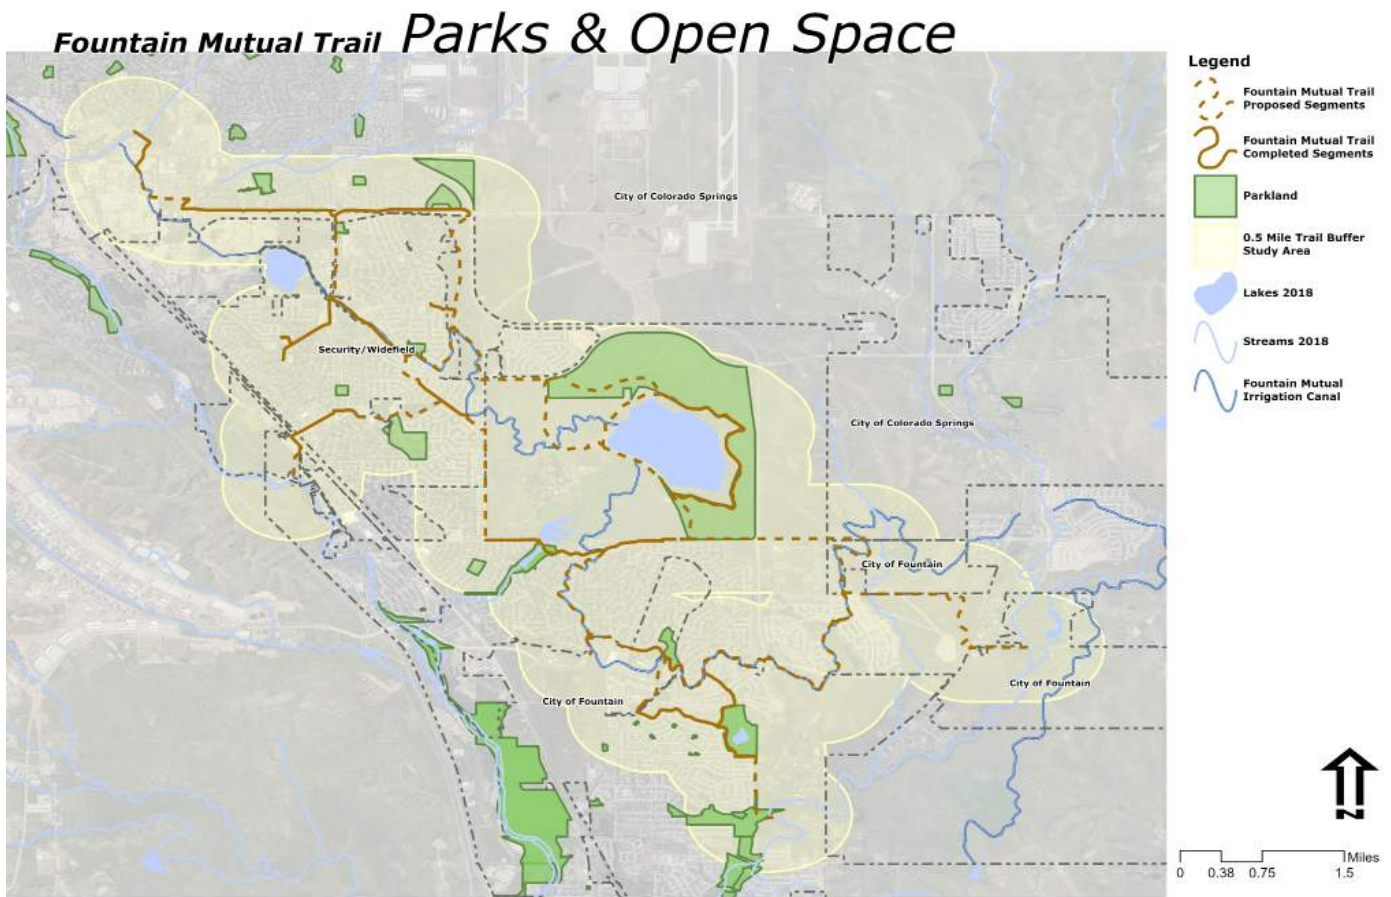 Fountain Mutual Trail Parks & Open Space
Legend
Fountain Mutual Trail
Proposed Segments
Fountain Mutual Trail
Completed Segments
Parkland
0.5 Mile Trail Buffer
Study Area
Lakes 2018
Streams 2018
Fountain Mutual
Irrigation Canal
City of Colorado Springs
Security/Widefield
City of Colorado Springs
City of Fountain
City of Fountain
City of Fountain
N
Miles
0 0.38 0.75 1.5